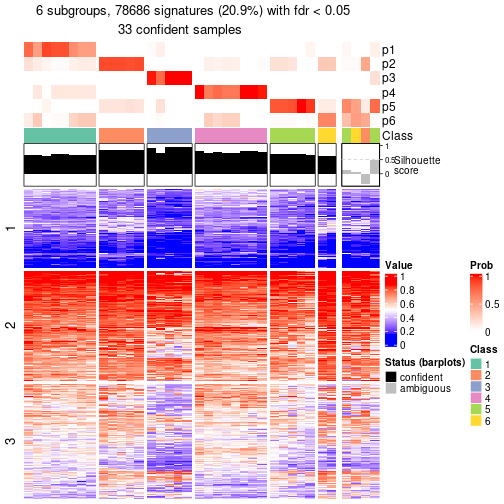 6 subgroups, 78686 signatures (20.9%) with fdr < 0.05
33 confident samples
p1
p2
p3
p4
p5
p6
Class
1
0.5
0
Silhouette
score
1
2
3
Value
1
0.8
0.6
0.4
0.2
0
Status (barplots)
confident
ambiguous
Prob
1
0.5
0
Class
1
2
3
4
5
6